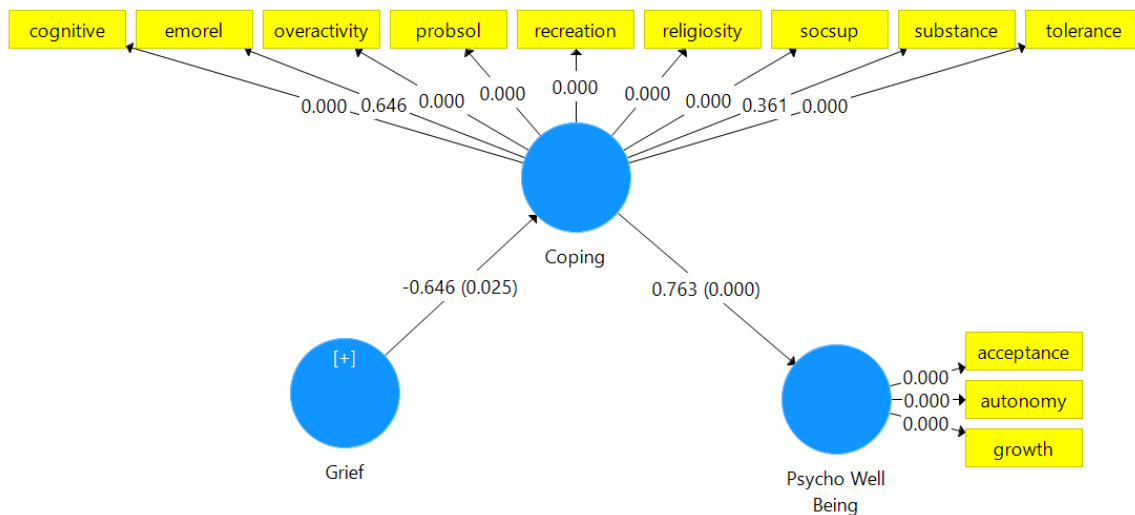 cognitive
emorel
overactivity
probsol
recreation
religiosity
socsup
substance
tolerance
0.000
0.646
0.000
0.000
0.000
0.000
0.000
0.361
0.000
Coping
-0.646 (0.025)
0.763 (0.000)
[+]
Grief
Psycho Well
Being
0.000
0.000
0.000
acceptance
autonomy
growth